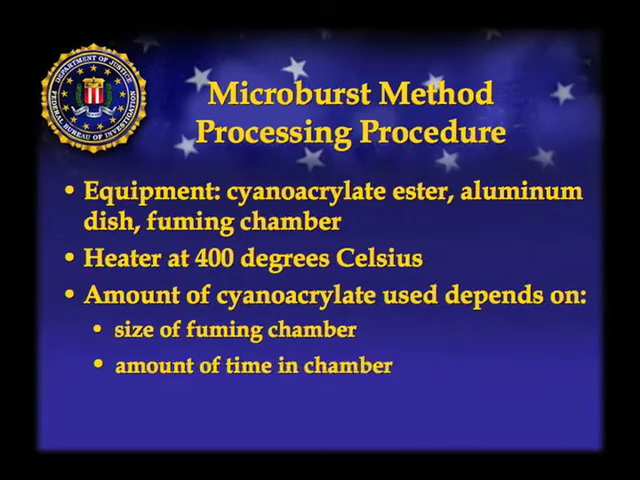 DEPARTMENT OF JUSTICE
FEDERAL BUREAU OF INVESTIGATION
Microburst Method
Processing Procedure
• Equipment: cyanoacrylate ester, aluminum
dish, fuming chamber
• Heater at 400 degrees Celsius
• Amount of cyanoacrylate used depends on:
• size of fuming chamber
• amount of time in chamber